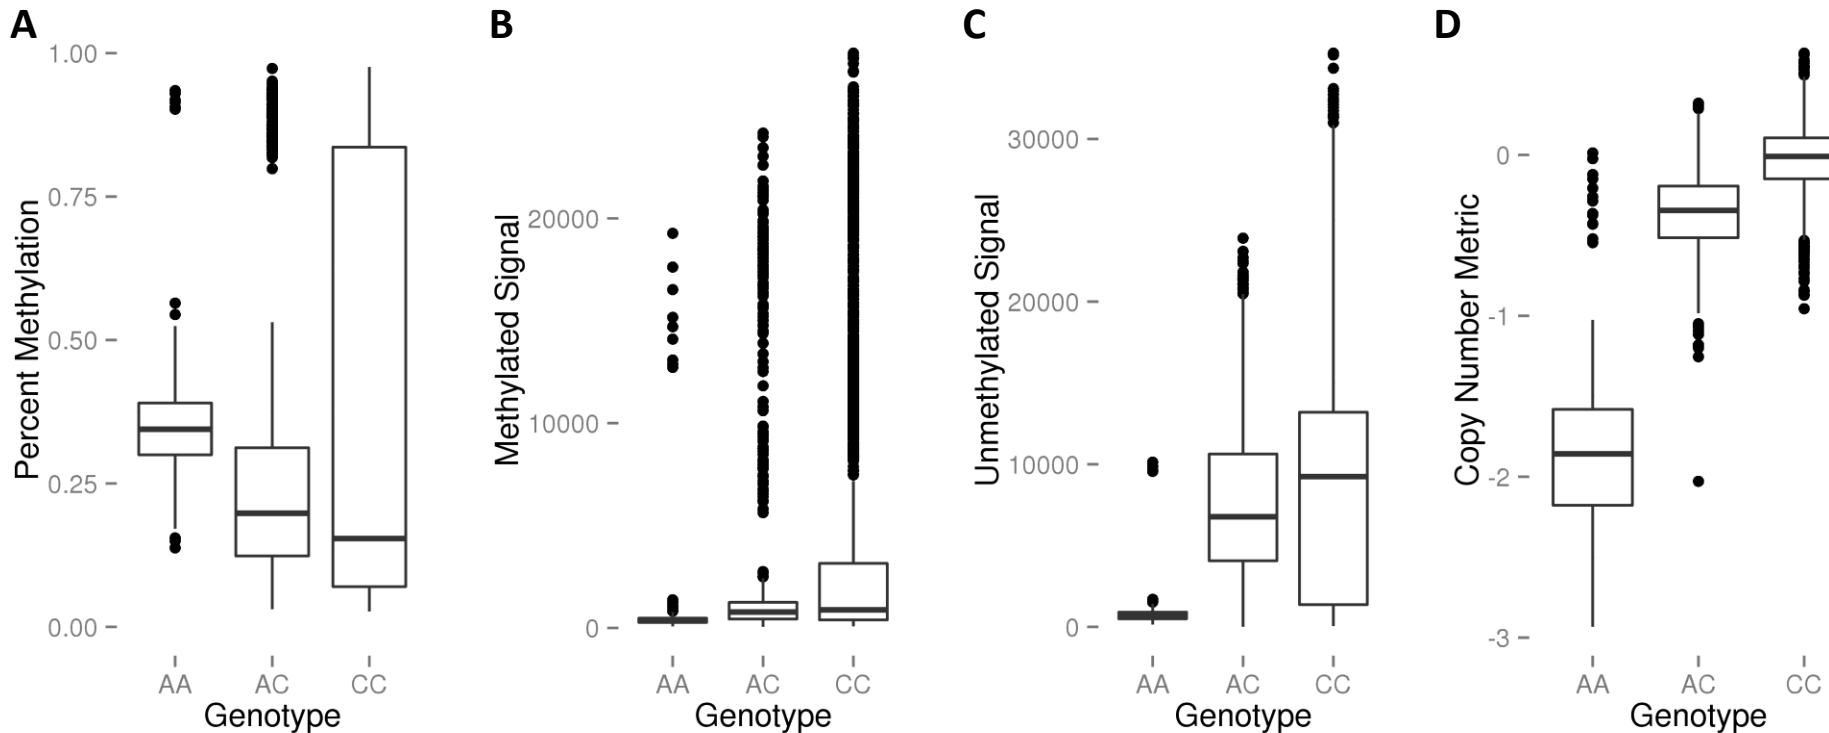 A
Percent Methylation
1.00
0.75
0.50
0.25
0.00
AA AC CC
Genotype
B
Methylated Signal
20000
10000
0
AA AC CC
Genotype
C
Unmethylated Signal
30000
20000
10000
0
AA AC CC
Genotype
D
Copy Number Metric
0
-1
-2
-3
AA AC CC
Genotype